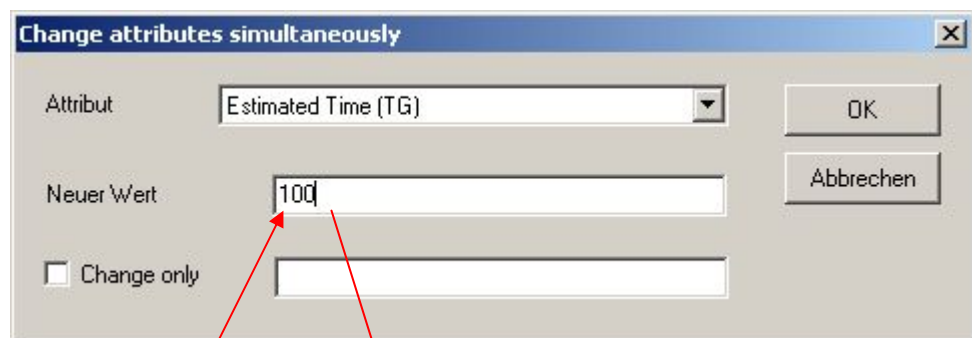 Change attributes simultaneously
Attribut
Estimated Time (TG)
OK
Neuer Wert
100
Abbrechen
Change only